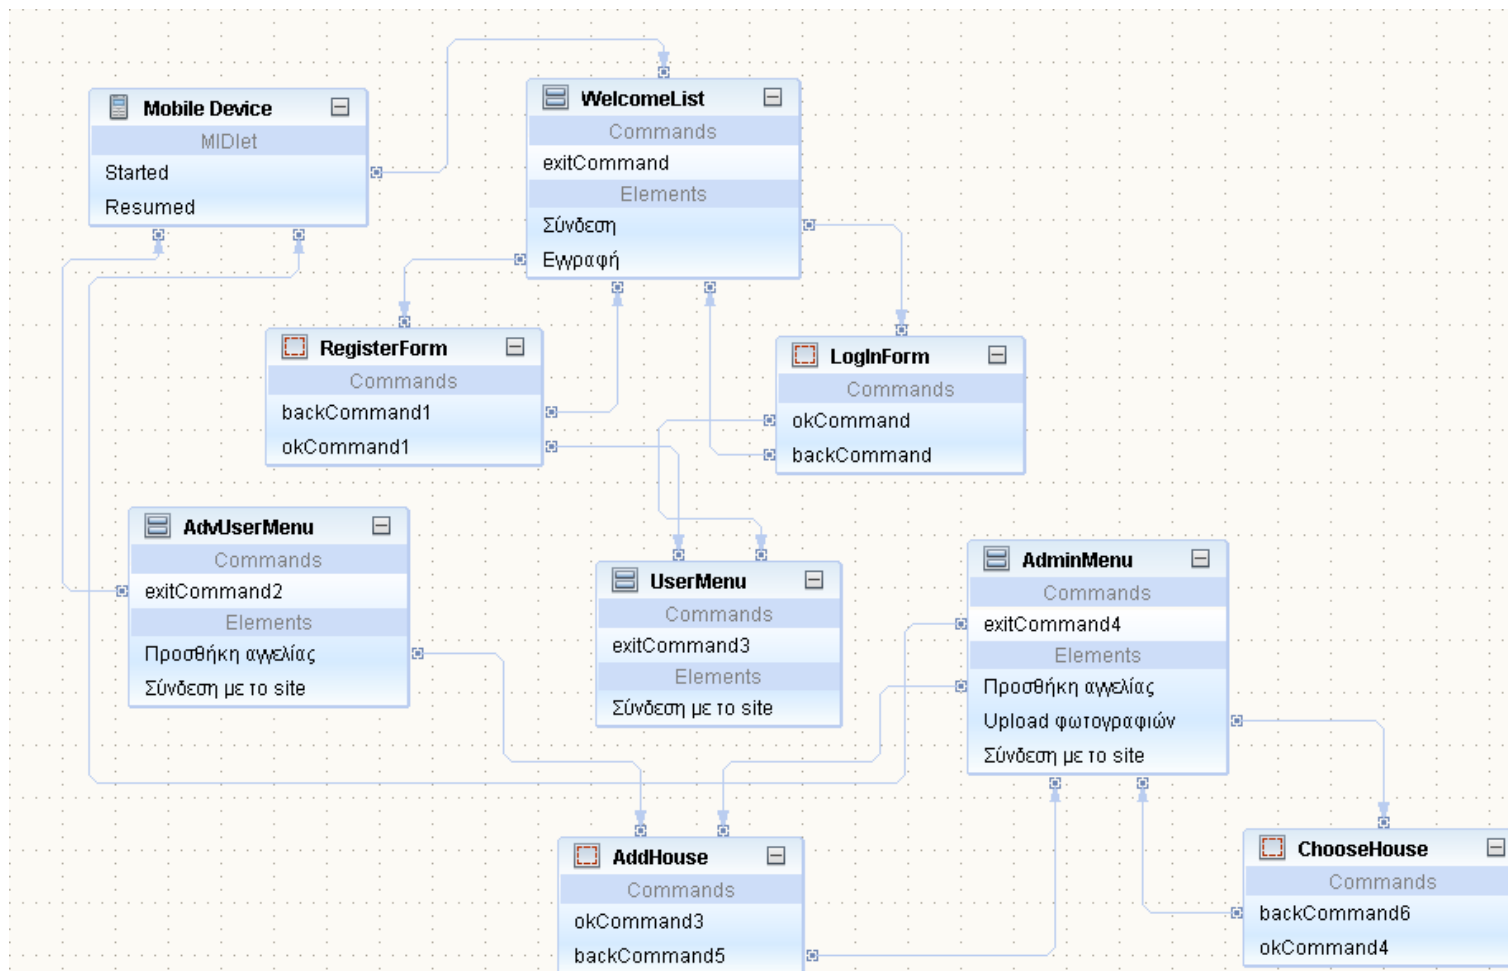 Mobile Device
MIDlet
Started
Resumed
WelcomeList
Commands
exitCommand
Elements
Σύνδεση
Εγγραφή
RegisterForm
Commands
backCommand1
okCommand1
LogInForm
Commands
okCommand
backCommand
AdvUserMenu
Commands
exitCommand2
Elements
Προσθήκη αγγελίας
Σύνδεση με το site
UserMenu
Commands
exitCommand3
Elements
Σύνδεση με το site
AdminMenu
Commands
exitCommand4
Elements
Προσθήκη αγγελίας
Upload φωτογραφιών
Σύνδεση με το site
AddHouse
Commands
okCommand3
backCommand5
ChooseHouse
Commands
backCommand6
okCommand4